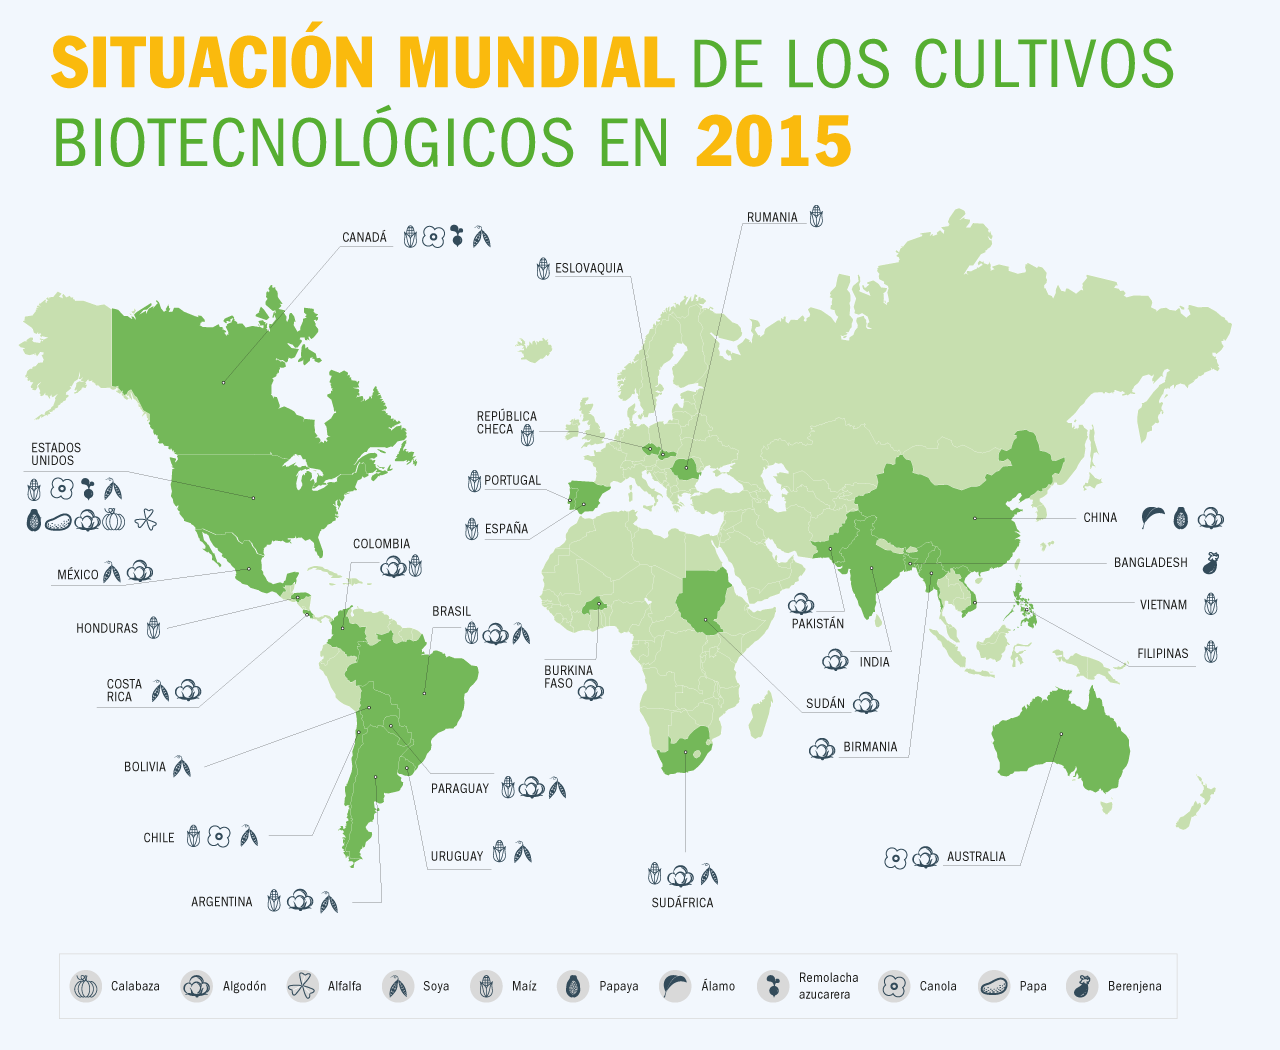 SITUACIÓN MUNDIAL DE LOS CULTIVOS
BIOTECNOLÓGICOS EN 2015
RUMANIA
CANADÁ
ESLOVAQUIA
REPÚBLICA
CHECA
ESTADOS
UNIDOS
PORTUGAL
CHINA
ESPAÑA
COLOMBIA
BANGLADESH
MÉXICO
VIETNAM
BRASIL
PAKISTÁN
HONDURAS
FILIPINAS
INDIA
BURKINA
FASO
COSTA
RICA
SUDÁN
BIRMANIA
BOLIVIA
PARAGUAY
CHILE
URUGUAY
AUSTRALIA
ARGENTINA
SUDÁFRICA
Calabaza
Algodón
Alfalfa
Soya
Maíz
Papaya
Álamo
Remolacha
azucarera
Canola
Papa
Berenjena